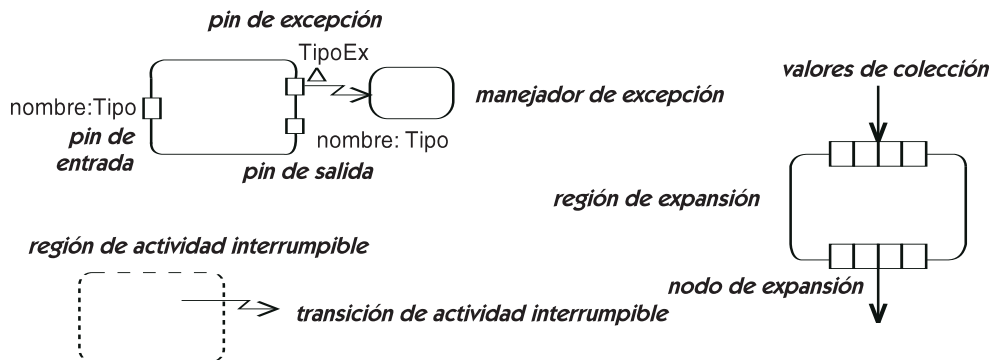 pin de excepción
TipoEx
nombre:Tipo
pin de
entrada
manejador de excepción
nombre: Tipo
pin de salida
valores de colección
región de expansión
nodo de expansión
región de actividad interrumpible
transición de actividad interrumpible